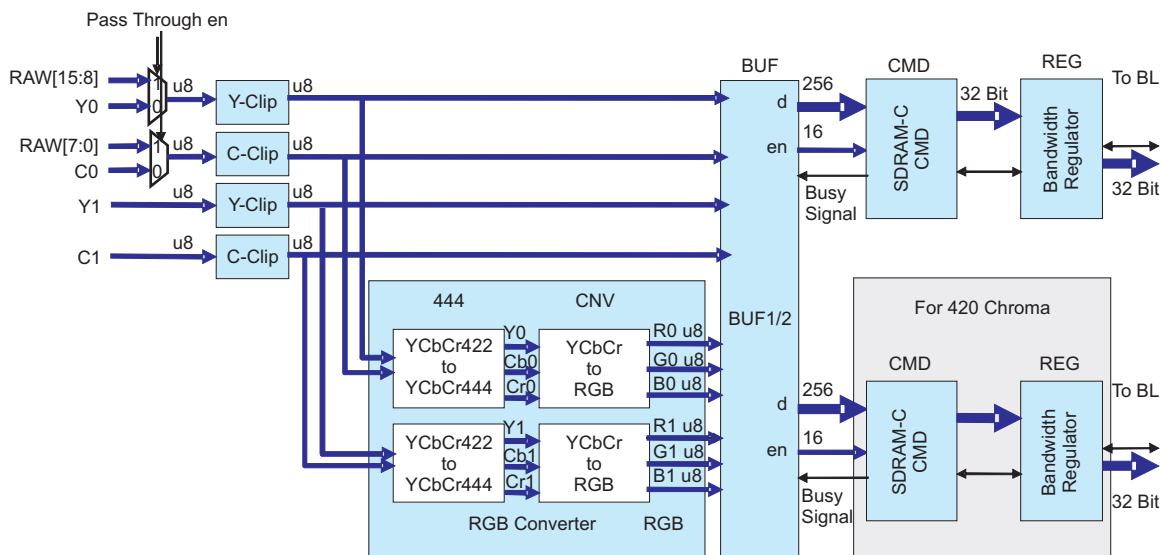 Pass Through en
RAW[15:8]
Y0
1
0
u8
Y-Clip
u8
RAW[7:0]
C0
1
0
u8
C-Clip
u8
Y1
u8
Y-Clip
u8
C1
u8
C-Clip
u8
BUF
d
256
en
16
Busy
Signal
CMD
SDRAM-C
CMD
32 Bit
REG
Bandwidth
Regulator
To BL
32 Bit
444
CNV
YCbCr422
to
YCbCr444
Y0
Cb0
Cr0
YCbCr
to
RGB
R0 u8
G0 u8
B0 u8
YCbCr422
to
YCbCr444
Y1
Cb1
Cr1
YCbCr
to
RGB
R1 u8
G1 u8
B1 u8
RGB Converter
RGB
BUF1/2
d
256
en
16
Busy
Signal
For 420 Chroma
CMD
SDRAM-C
CMD
REG
Bandwidth
Regulator
To BL
32 Bit